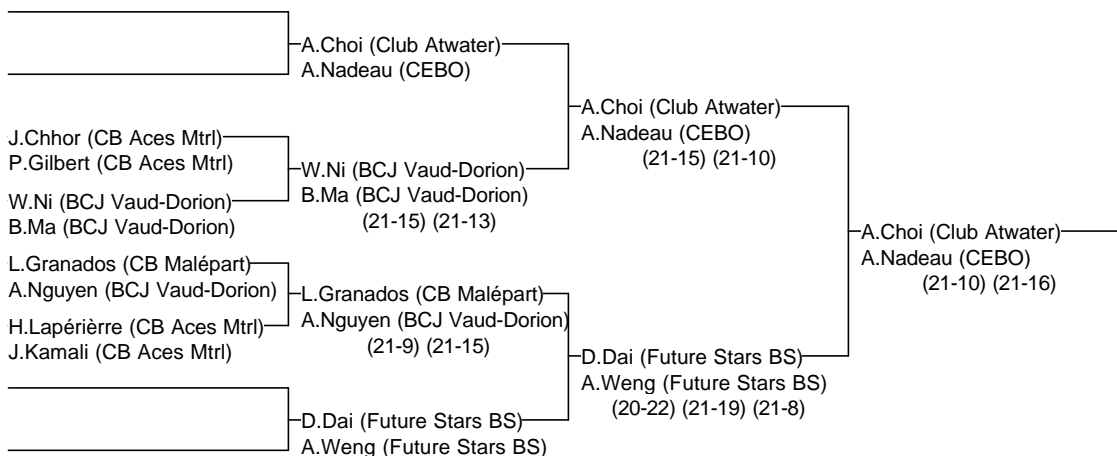 A.Choi (Club Atwater)
A.Nadeau (CEBO)
J.Chhor (CB Aces Mtrl)
P.Gilbert (CB Aces Mtrl)
W.Ni (BCJ Vaud-Dorion)
B.Ma (BCJ Vaud-Dorion)
W.Ni (BCJ Vaud-Dorion)
B.Ma (BCJ Vaud-Dorion)
(21-15) (21-13)
A.Choi (Club Atwater)
A.Nadeau (CEBO)
(21-15) (21-10)
L.Granados (CB Malépart)
A.Nguyen (BCJ Vaud-Dorion)
H.Lapérièrre (CB Aces Mtrl)
J.Kamali (CB Aces Mtrl)
L.Granados (CB Malépart)
A.Nguyen (BCJ Vaud-Dorion)
(21-9) (21-15)
D.Dai (Future Stars BS)
A.Weng (Future Stars BS)
D.Dai (Future Stars BS)
A.Weng (Future Stars BS)
(20-22) (21-19) (21-8)
A.Choi (Club Atwater)
A.Nadeau (CEBO)
(21-10) (21-16)